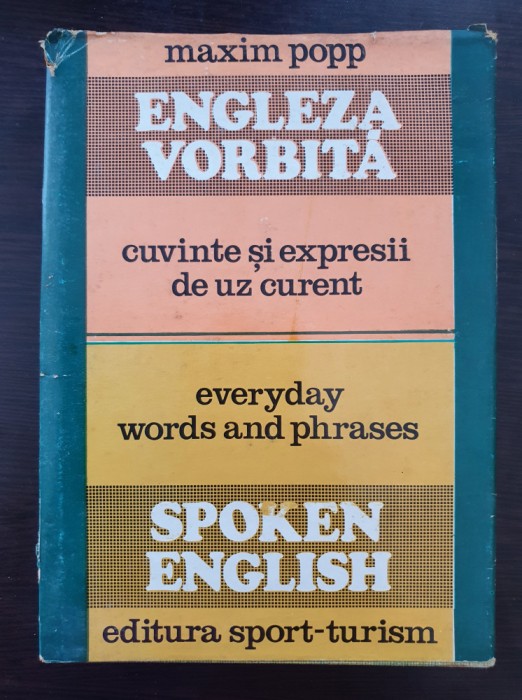 maxim popp
ENGLEZA
VORBITĂ
cuvinte și expresii
de uz curent
everyday
words and phrases
SPOKEN
ENGLISH
editura sport-turism